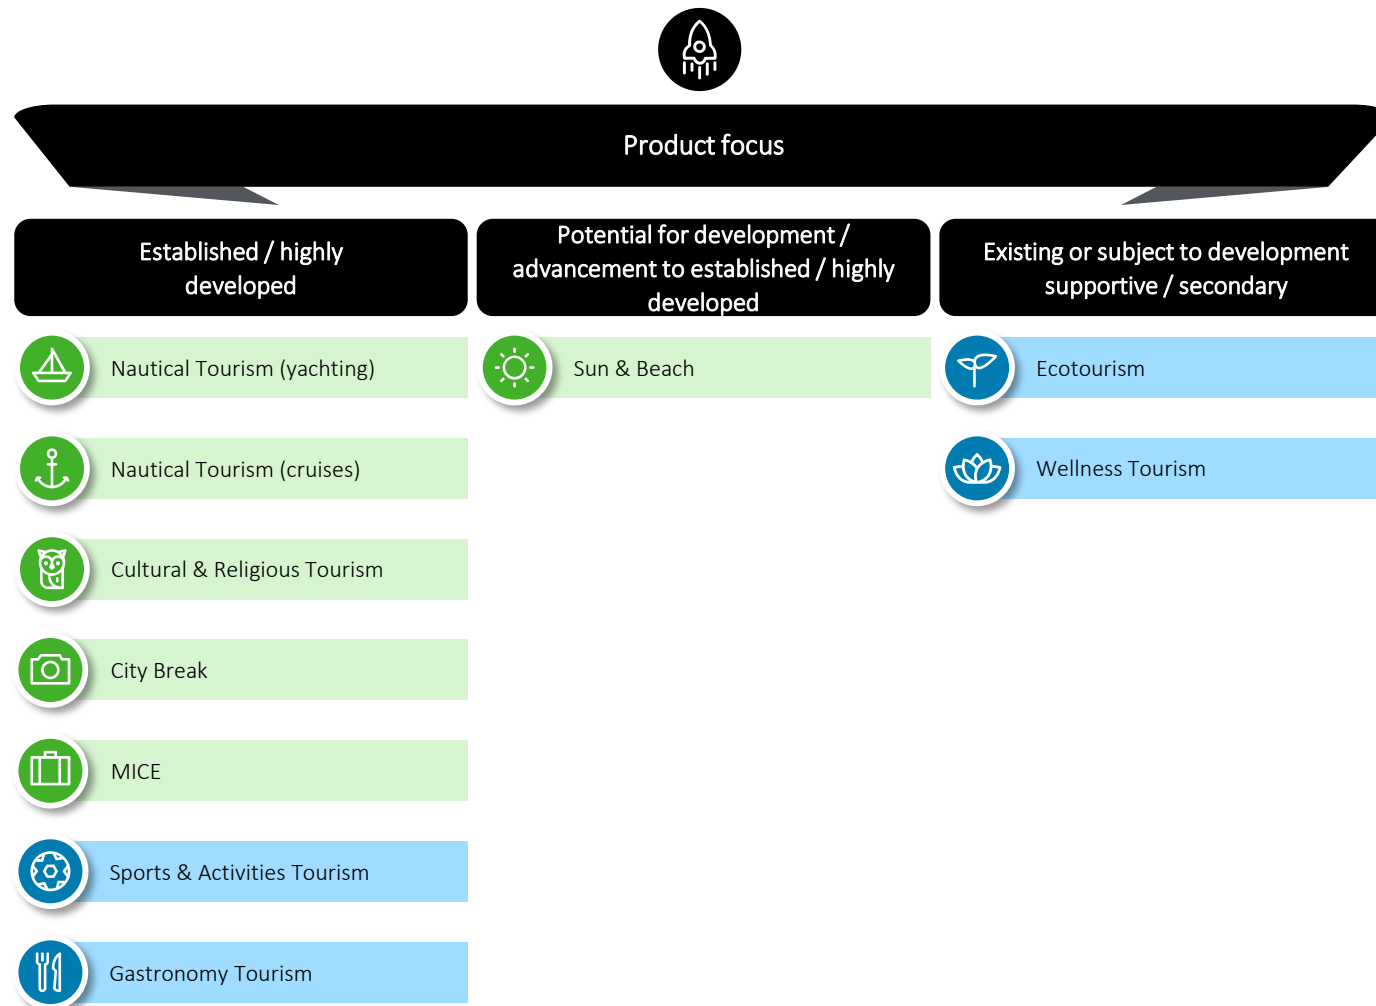 Product focus
Established / highly
developed
Potential for development /
advancement to established / highly
developed
Existing or subject to development
supportive / secondary
Nautical Tourism (yachting)
Nautical Tourism (cruises)
Cultural & Religious Tourism
City Break
MICE
Sports & Activities Tourism
Gastronomy Tourism
Sun & Beach
Ecotourism
Wellness Tourism